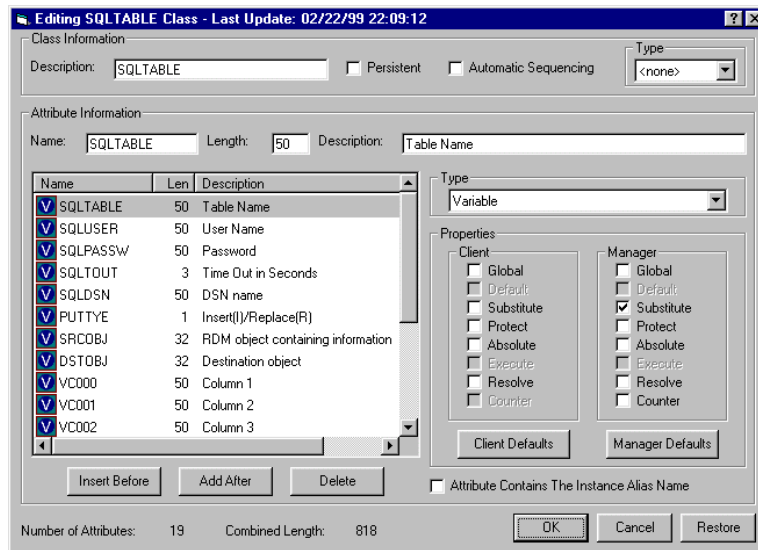 Editing SQLTABLE Class - Last Update: 02/22/99 22:09:12
Class Information
Description: SQLTABLE Persistent Automatic Sequencing
Type
<none>
Attribute Information
Name: SQLTABLE Length: 50 Description: Table Name
Name Len Description
V SQLTABLE 50 Table Name
V SQLUSER 50 User Name
V SQLPASSW 50 Password
V SQLTOUT 3 Time Out in Seconds
V SQLDSN 50 DSN name
V PUTTYE 1 Insert(I)/Replace(R)
V SRCOBJ 32 RDM object containing information
V DSTOBJ 32 Destination object
V VC000 50 Column 1
V VC001 50 Column 2
V VC002 50 Column 3
Type
Variable
Properties
Client
Global
Default
Substitute
Protect
Absolute
Execute
Resolve
Counter
Manager
Global
Default
Substitute
Protect
Absolute
Execute
Resolve
Counter
Client Defaults Manager Defaults
Insert Before Add After Delete
Attribute Contains The Instance Alias Name
Number of Attributes: 19 Combined Length: 818
OK Cancel Restore